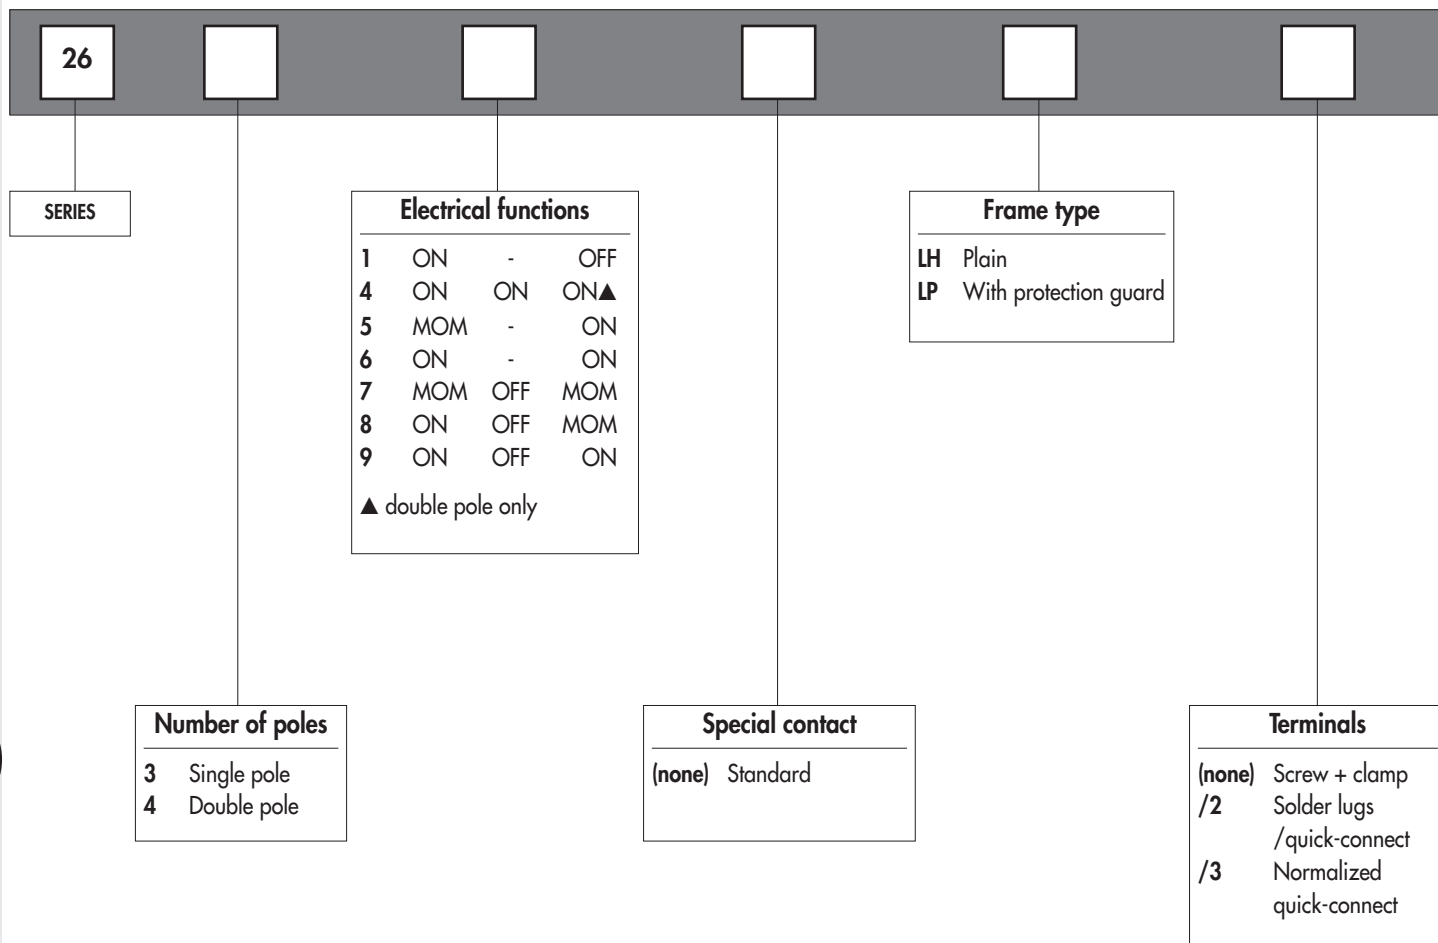 26
SERIES
Electrical functions
1 ON - OFF
4 ON ON ON▲
5 MOM - ON
6 ON - ON
7 MOM OFF MOM
8 ON OFF MOM
9 ON OFF ON
▲ double pole only
Frame type
LH Plain
LP With protection guard
Number of poles
3 Single pole
4 Double pole
Special contact
(none) Standard
Terminals
(none) Screw + clamp
/2 Solder lugs
/quick-connect
/3 Normalized
quick-connect